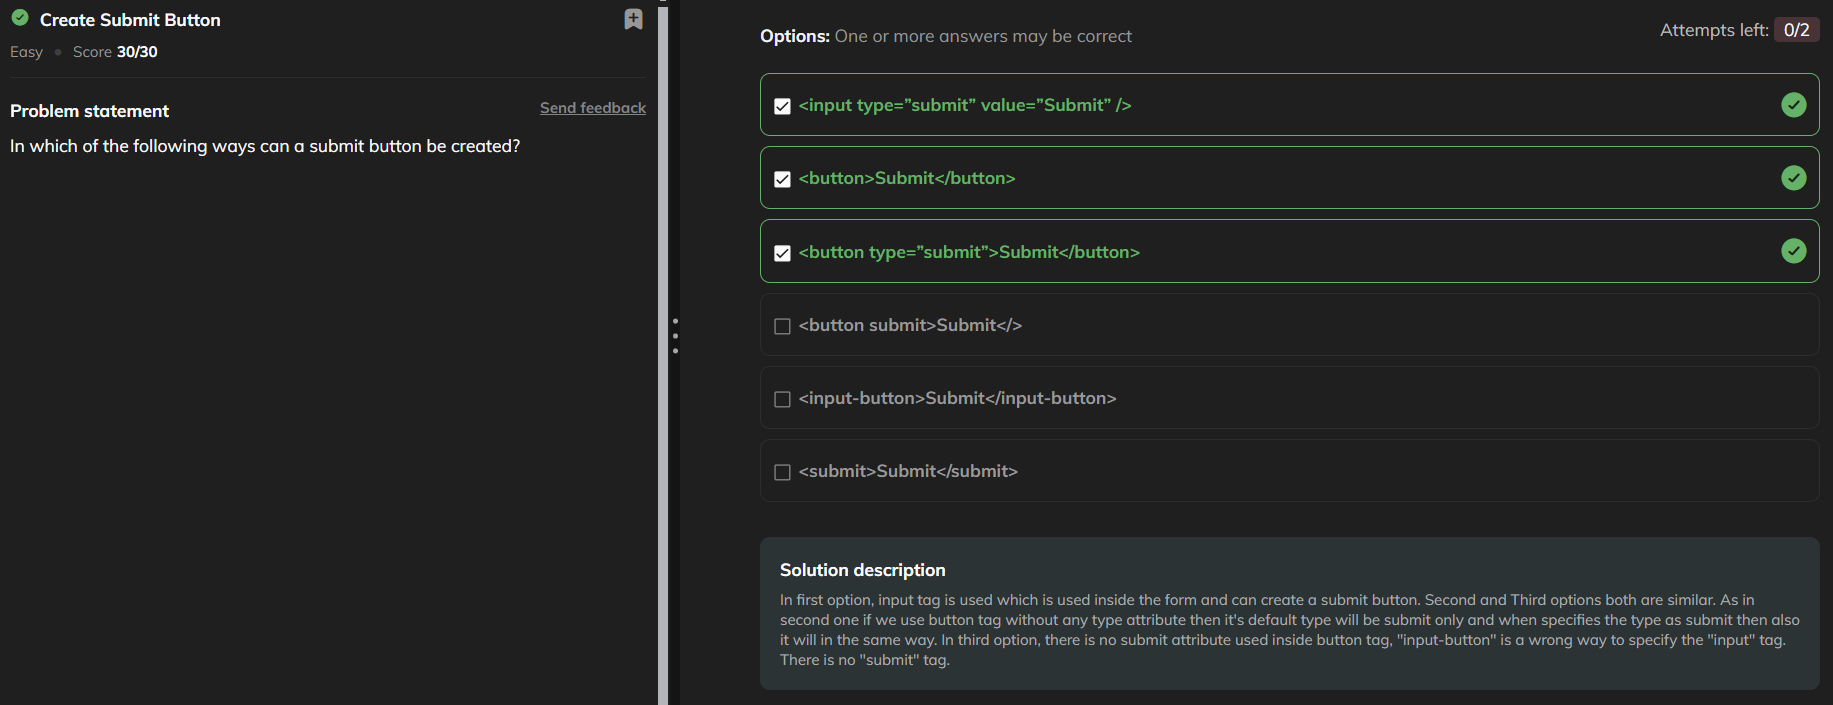 Create Submit Button
Easy • Score 30/30
Problem statement
Send feedback
In which of the following ways can a submit button be created?
Options: One or more answers may be correct
Attempts left: 0/2
<input type=”submit” value=”Submit” />
<button>Submit</button>
<button type=”submit”>Submit</button>
<button submit>Submit</>
<input-button>Submit</input-button>
<submit>Submit</submit>
Solution description
In first option, input tag is used which is used inside the form and can create a submit button. Second and Third options both are similar. As in
second one if we use button tag without any type attribute then it's default type will be submit only and when specifies the type as submit then also
it will in the same way. In third option, there is no submit attribute used inside button tag, "input-button" is a wrong way to specify the "input" tag.
There is no "submit" tag.